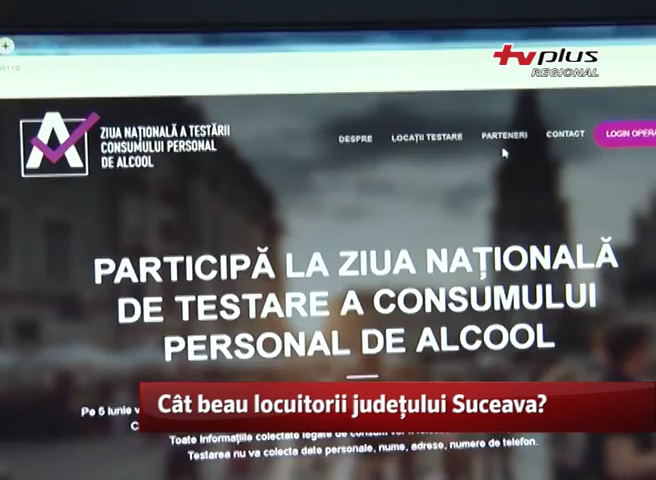 +tvplus
REGIONAL
ZIUA NAȚIONALĂ A TESTĂRII
CONSUMULUI PERSONAL
DE ALCOOL
DESPRE
LOCAȚII TESTARE
PARTENERI
CONTACT
LOGIN OPERA
PARTICIPĂ LA ZIUA NAȚIONALĂ
DE TESTARE A CONSUMULUI
PERSONAL DE ALCOOL
Pe 5 Iunie
Cât beau locuitorii județului Suceava?
Toate informațiile colectate legate de consum
Testarea nu va colecta date personale, nume, adrese, numere de telefon.